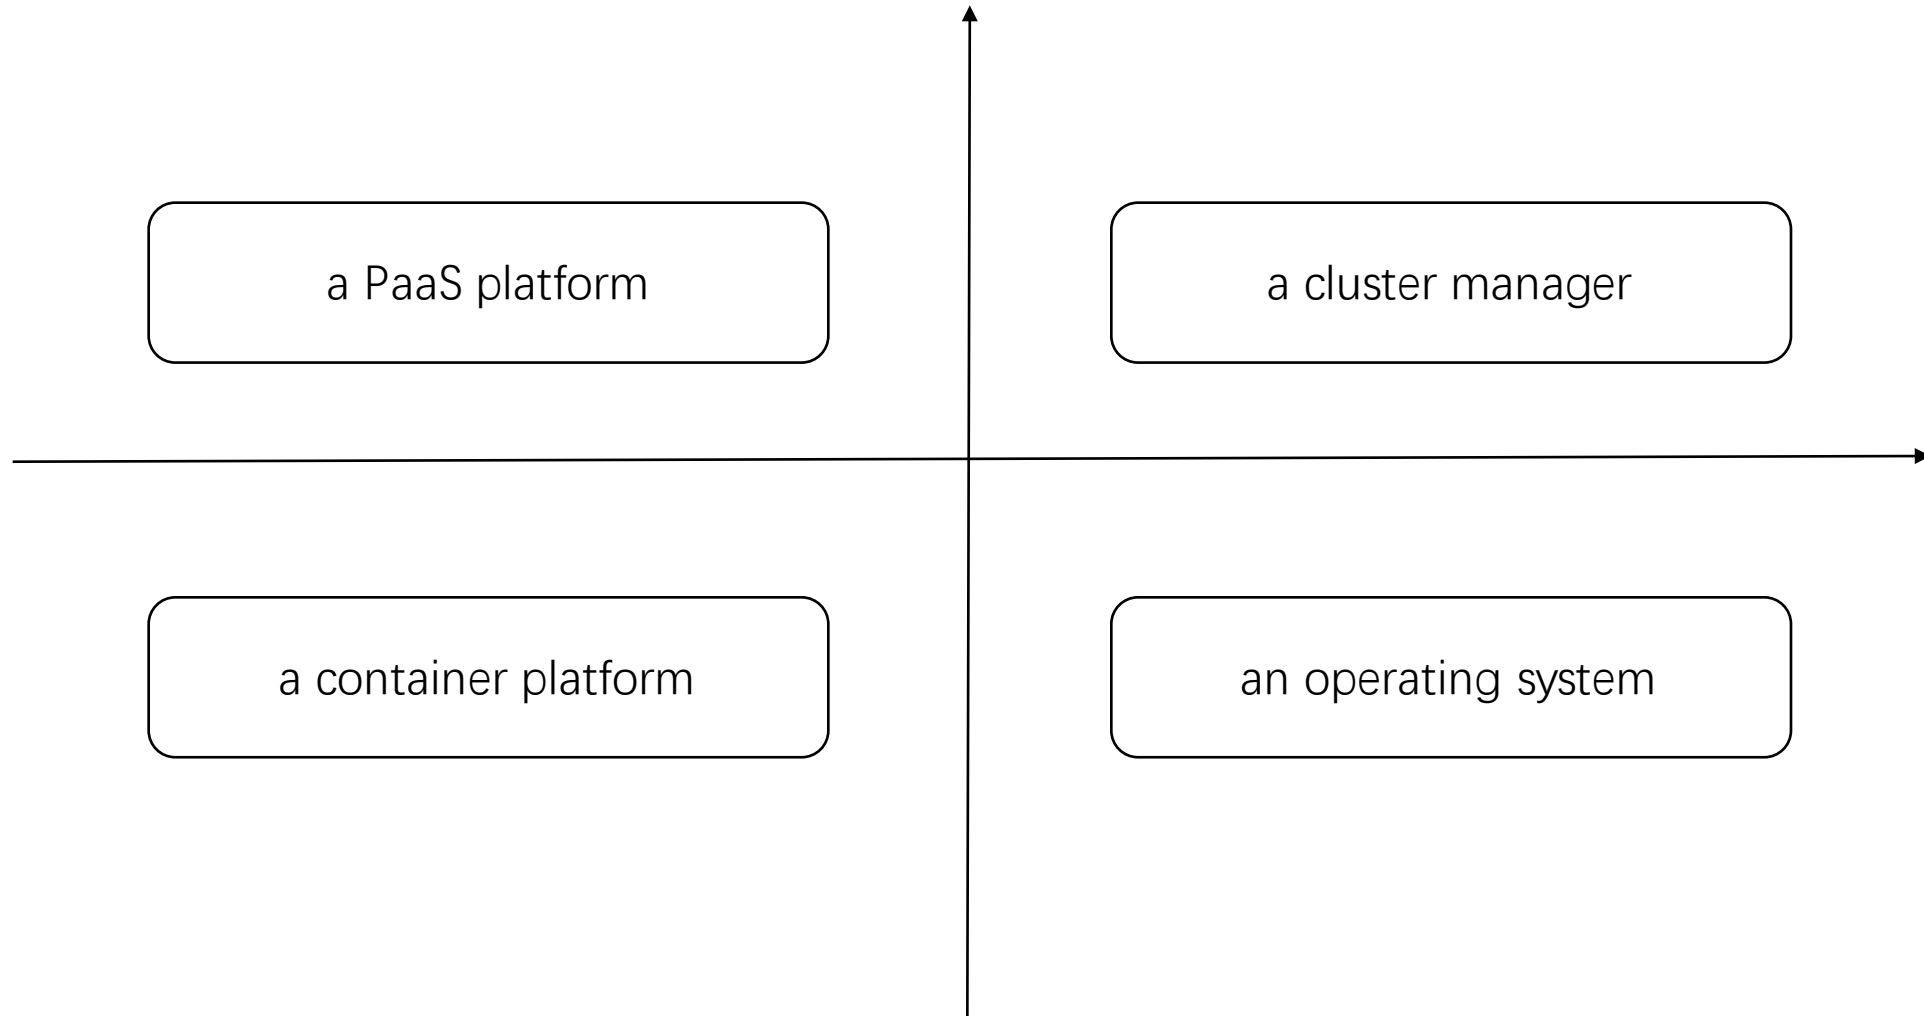 a PaaS platform
a cluster manager
a container platform
an operating system